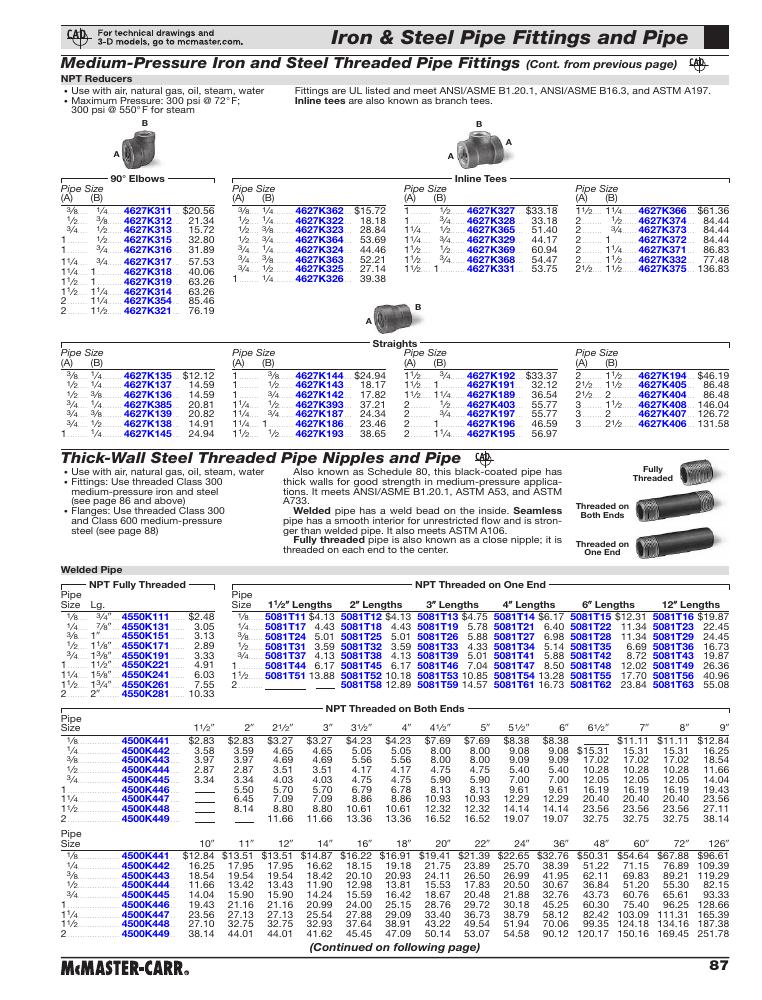 CAD
For technical drawings and
3-D models, go to mcmaster.com.
Iron & Steel Pipe Fittings and Pipe
Medium-Pressure Iron and Steel Threaded Pipe Fittings (Cont. from previous page) CAD
NPT Reducers
• Use with air, natural gas, oil, steam, water
• Maximum Pressure: 300 psi @ 72°F;
300 psi @ 550°F for steam
Fittings are UL listed and meet ANSI/ASME B1.20.1, ANSI/ASME B16.3, and ASTM A197.
Inline tees are also known as branch tees.
B
A
B
A
A
90° Elbows
Pipe Size
(A) (B)
3/8 1/4 4627K311 $20.56
1/2 3/8 4627K312 21.34
3/4 1/2 4627K313 15.72
1 1/2 4627K315 32.80
1 3/4 4627K316 31.89
1 1/4 3/4 4627K317 57.53
1 1/4 1 4627K318 40.06
1 1/2 1 4627K319 63.26
1 1/2 1 1/4 4627K314 63.26
2 1 1/4 4627K354 85.46
2 1 1/2 4627K321 76.19
Inline Tees
Pipe Size
(A) (B)
3/8 1/4 4627K362 $15.72
1/2 1/4 4627K322 18.18
1/2 3/8 4627K323 28.84
1/2 3/4 4627K364 53.69
3/4 1/4 4627K324 44.46
3/4 3/8 4627K363 52.21
3/4 1/2 4627K325 27.14
1 1/4 4627K326 39.38
Pipe Size
(A) (B)
1 1/2 4627K327 $33.18
1 3/4 4627K328 33.18
1 1/4 1/2 4627K365 51.40
1 1/4 3/4 4627K329 44.17
1 1/2 1/2 4627K369 60.94
1 1/2 3/4 4627K368 54.47
1 1/2 1 4627K331 53.75
Pipe Size
(A) (B)
1 1/2 1 1/4 4627K366 $61.36
2 1/2 4627K374 84.44
2 3/4 4627K373 84.44
2 1 4627K372 84.44
2 1 1/4 4627K371 86.83
2 1 1/2 4627K332 77.48
2 1/2 1 1/2 4627K375 136.83
A
B
Straights
Pipe Size
(A) (B)
3/8 1/4 4627K135 $12.12
1/2 1/4 4627K137 14.59
1/2 3/8 4627K136 14.59
3/4 1/4 4627K385 20.81
3/4 3/8 4627K139 20.82
3/4 1/2 4627K138 14.91
1 1/4 4627K145 24.94
Pipe Size
(A) (B)
1 3/8 4627K144 $24.94
1 1/2 4627K143 18.17
1 3/4 4627K142 17.82
1 1/4 1/2 4627K393 37.21
1 1/4 3/4 4627K187 24.34
1 1/4 1 4627K186 23.46
1 1/2 1/2 4627K193 38.65
Pipe Size
(A) (B)
1 1/2 3/4 4627K192 $33.37
1 1/2 1 4627K191 32.12
1 1/2 1 1/4 4627K189 36.54
2 1/2 4627K403 55.77
2 3/4 4627K197 55.77
2 1 4627K196 46.59
2 1 1/4 4627K195 56.97
Pipe Size
(A) (B)
2 1 1/2 4627K194 $46.19
2 1/2 1 1/2 4627K405 86.48
2 1/2 2 4627K404 86.48
3 1 1/2 4627K408 146.04
3 2 4627K407 126.72
3 2 1/2 4627K406 131.58
Thick-Wall Steel Threaded Pipe Nipples and Pipe CAD
• Use with air, natural gas, oil, steam, water
• Fittings: Use threaded Class 300
medium-pressure iron and steel
(see page 86 and above)
• Flanges: Use threaded Class 300
and Class 600 medium-pressure
steel (see page 88)
Also known as Schedule 80, this black-coated pipe has
thick walls for good strength in medium-pressure applica-
tions. It meets ANSI/ASME B1.20.1, ASTM A53, and ASTM
A733.
Welded pipe has a weld bead on the inside. Seamless
pipe has a smooth interior for unrestricted flow and is stron-
ger than welded pipe. It also meets ASTM A106.
Fully threaded pipe is also known as a close nipple; it is
threaded on each end to the center.
Fully
Threaded
Threaded on
Both Ends
Threaded on
One End
Welded Pipe
NPT Fully Threaded
Pipe
Size Lg.
1/8 3/4" 4550K111 $2.48
1/4 7/8" 4550K131 3.05
3/8 1" 4550K151 3.13
1/2 1 1/8" 4550K171 2.89
3/4 1 3/8" 4550K191 3.33
1 1 1/2" 4550K221 4.91
1 1/4 1 5/8" 4550K241 6.03
1 1/2 1 3/4" 4550K261 7.55
2 2" 4550K281 10.33
NPT Threaded on One End
Pipe
Size 1 1/2" Lengths 2" Lengths 3" Lengths 4" Lengths 6" Lengths 12" Lengths
1/8 5081T11 $4.13 5081T12 $4.13 5081T13 $4.75 5081T14 $6.17 5081T15 $12.31 5081T16 $19.87
1/4 5081T17 4.43 5081T18 4.43 5081T19 5.78 5081T21 6.40 5081T22 11.34 5081T23 22.45
3/8 5081T24 5.01 5081T25 5.01 5081T26 5.88 5081T27 6.98 5081T28 11.34 5081T29 24.45
1/2 5081T31 3.59 5081T32 3.59 5081T33 4.33 5081T34 5.14 5081T35 6.69 5081T36 16.73
3/4 5081T37 4.13 5081T38 4.13 5081T39 5.01 5081T41 5.88 5081T42 8.72 5081T43 19.87
1 5081T44 6.17 5081T45 6.17 5081T46 7.04 5081T47 8.50 5081T48 12.02 5081T49 26.36
1 1/2 5081T51 13.88 5081T52 10.18 5081T53 10.85 5081T54 13.28 5081T55 17.70 5081T56 40.96
2 5081T58 12.89 5081T59 14.57 5081T61 16.73 5081T62 23.84 5081T63 55.08
NPT Threaded on Both Ends
Pipe
Size 1 1/2" 2" 2 1/2" 3" 3 1/2" 4" 4 1/2" 5" 5 1/2" 6" 6 1/2" 7" 8" 9"
1/8 4500K441 $2.83 $2.83 $3.27 $3.27 $4.23 $4.23 $7.69 $7.69 $8.38 $8.38 $11.11 $11.11 $12.84
1/4 4500K442 3.58 3.59 4.65 4.65 5.05 5.05 8.00 8.00 9.08 9.08 $15.31 15.31 15.31 16.25
3/8 4500K443 3.97 3.97 4.69 4.69 5.56 5.56 8.00 8.00 9.09 9.09 17.02 17.02 17.02 18.54
1/2 4500K444 2.87 2.87 3.51 3.51 4.17 4.17 4.75 4.75 5.40 5.40 10.28 10.28 10.28 11.66
3/4 4500K445 3.34 3.34 4.03 4.03 4.75 4.75 5.90 5.90 7.00 7.00 12.05 12.05 12.05 14.04
1 4500K446 5.50 5.70 5.70 6.79 6.78 8.13 8.13 9.61 9.61 16.19 16.19 16.19 19.43
1 1/4 4500K447 6.45 7.09 7.09 8.86 8.86 10.93 10.93 12.29 12.29 20.40 20.40 20.40 23.56
1 1/2 4500K448 8.14 8.80 8.80 10.61 10.61 12.32 12.32 14.14 14.14 23.56 23.56 23.56 27.11
2 4500K449 11.66 11.66 13.36 13.36 16.52 16.52 19.07 19.07 32.75 32.75 32.75 38.14
Pipe
Size 10" 11" 12" 14" 16" 18" 20" 22" 24" 36" 48" 60" 72" 126"
1/8 4500K441 $12.84 $13.51 $13.51 $14.87 $16.22 $16.91 $19.41 $21.39 $22.65 $32.76 $50.31 $54.64 $67.88 $96.61
1/4 4500K442 16.25 17.95 17.95 16.62 18.15 19.18 21.75 23.89 25.70 38.39 51.22 71.15 76.89 109.39
3/8 4500K443 18.54 19.54 19.54 18.42 20.10 20.93 24.11 26.50 26.99 41.95 62.11 69.83 89.21 119.29
1/2 4500K444 11.66 13.42 13.43 11.90 12.98 13.81 15.53 17.83 20.50 30.67 36.84 51.20 55.30 82.15
3/4 4500K445 14.04 15.90 15.90 14.24 15.59 16.42 18.67 20.48 21.88 32.76 43.73 60.76 65.61 93.33
1 4500K446 19.43 21.16 21.16 20.99 24.00 25.15 28.76 29.72 30.18 45.25 60.30 75.40 96.25 128.66
1 1/4 4500K447 23.56 27.13 27.13 25.54 27.88 29.09 33.40 36.73 38.79 58.12 82.42 103.09 111.31 165.39
1 1/2 4500K448 27.10 32.75 32.75 32.93 37.64 38.91 43.22 49.54 51.94 70.06 99.35 124.18 134.16 187.38
2 4500K449 38.14 44.01 44.01 41.62 45.45 47.09 50.14 53.07 54.58 90.12 120.17 150.16 169.45 251.78
(Continued on following page)
McMASTER-CARR®
87